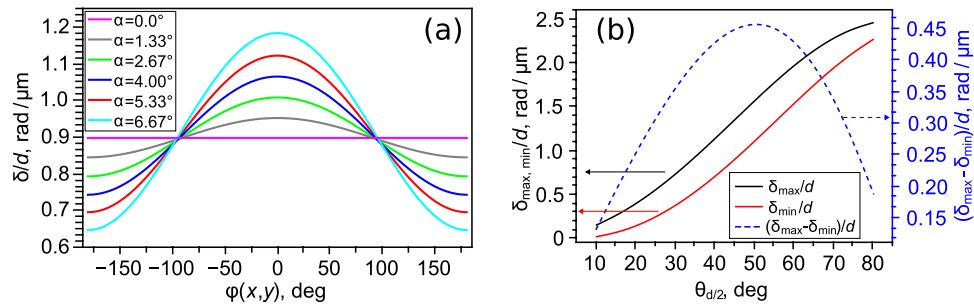 (a)
δ/d, rad/μm
1.2
1.1
1.0
0.9
0.8
0.7
0.6
α=0.0°
α=1.33°
α=2.67°
α=4.00°
α=5.33°
α=6.67°
−150
−100
−50
0
50
100
150
φ(x,y), deg
(b)
δmax, min/d, rad / μm
2.5
2.0
1.5
1.0
0.5
0
δmax/d
δmin/d
(δmax-δmin)/d
10
20
30
40
50
60
70
80
θd/2, deg
0.45
0.40
0.35
0.30
0.25
0.20
0.15
(δmax-δmin)/d, rad / μm